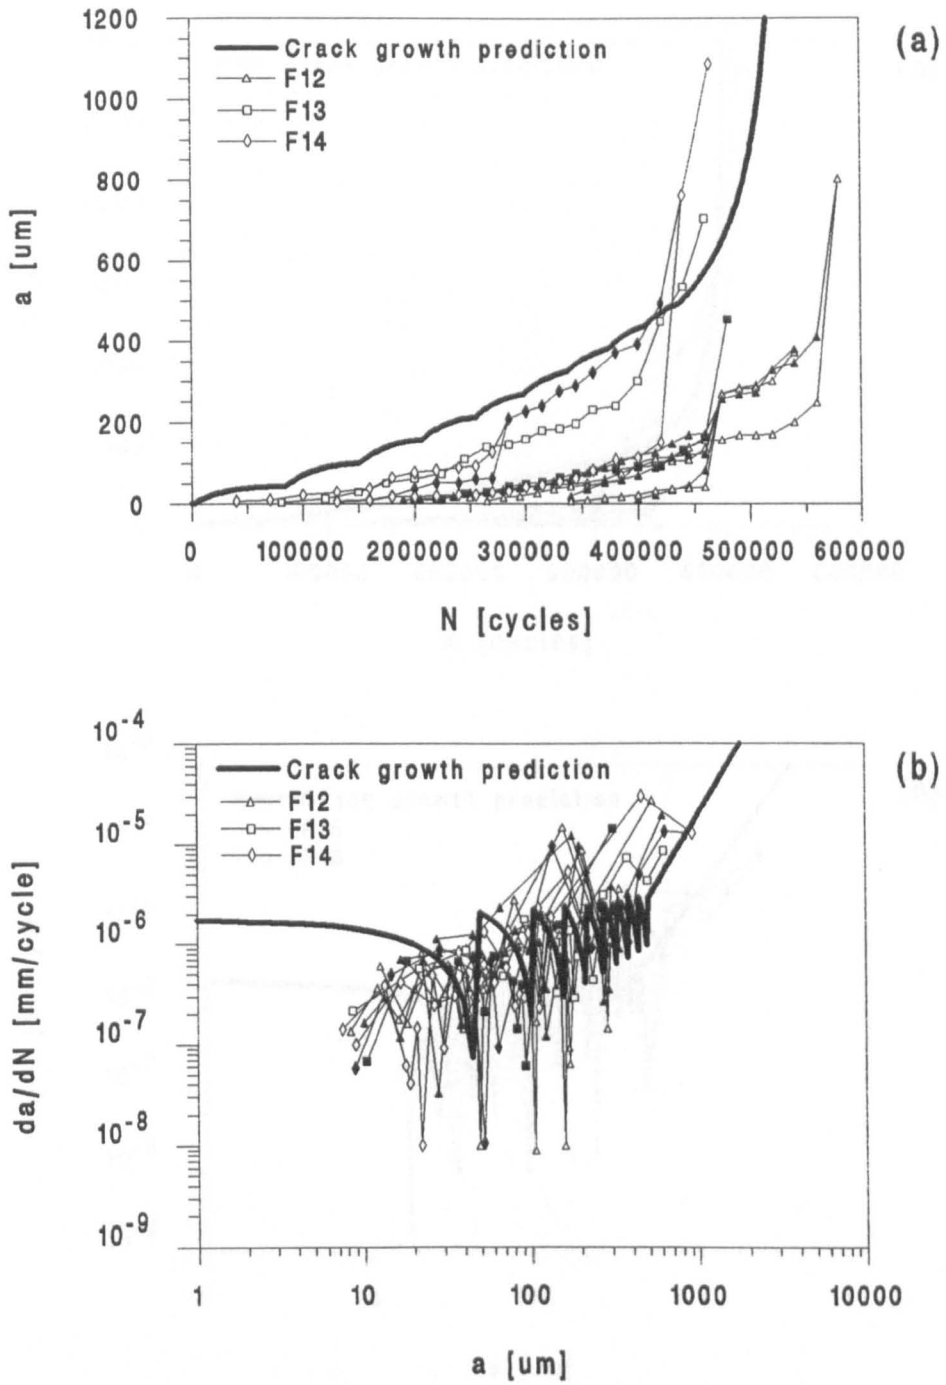 1200
(a)
Crack growth prediction
F12
1000
F13
F14
800
a [um]
600
400
200
0
0 100000 200000 300000 400000 500000 600000
N [cycles]
10-4
(b)
Crack growth prediction
F12
10-5
F13
F14
10-6
da/dN [mm/cycle]
10-7
10-8
10-9
1 10 100 1000 10000
a [um]